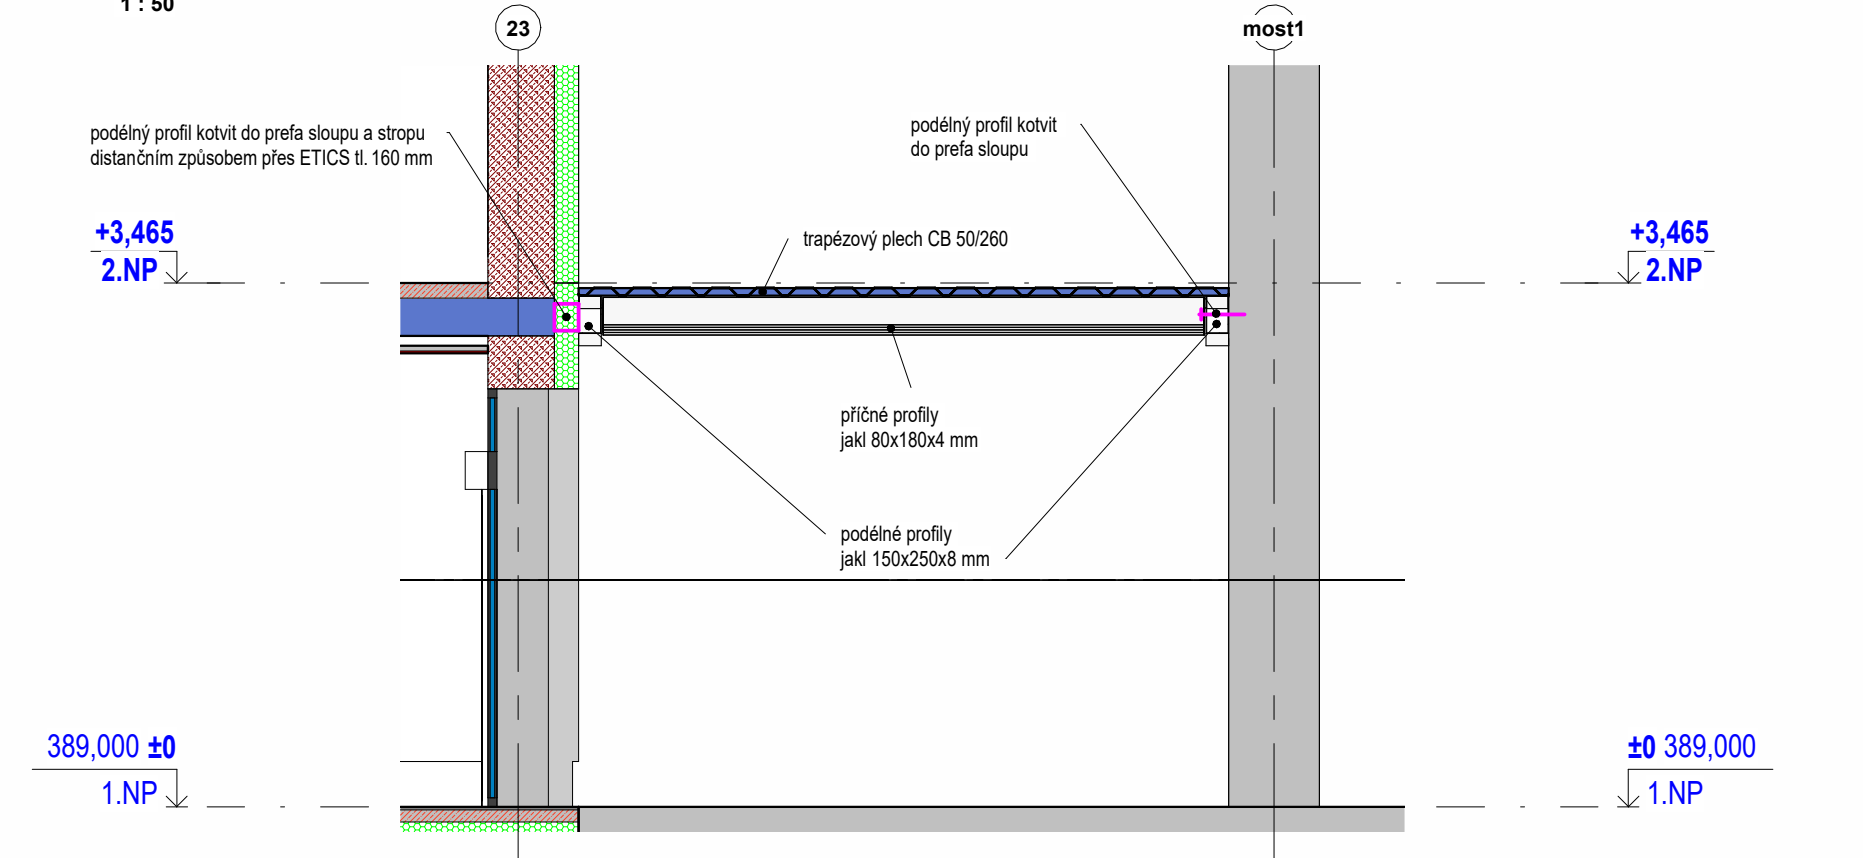 1 : 50
23
most1
podélný profil kotvit do prefa sloupu a stropu
distančním způsobem přes ETICS tl. 160 mm
podélný profil kotvit
do prefa sloupu
+3,465
2.NP
trapézový plech CB 50/260
+3,465
2.NP
příčné profily
jakl 80x180x4 mm
podélné profily
jakl 150x250x8 mm
389,000 ±0
1.NP
±0 389,000
1.NP